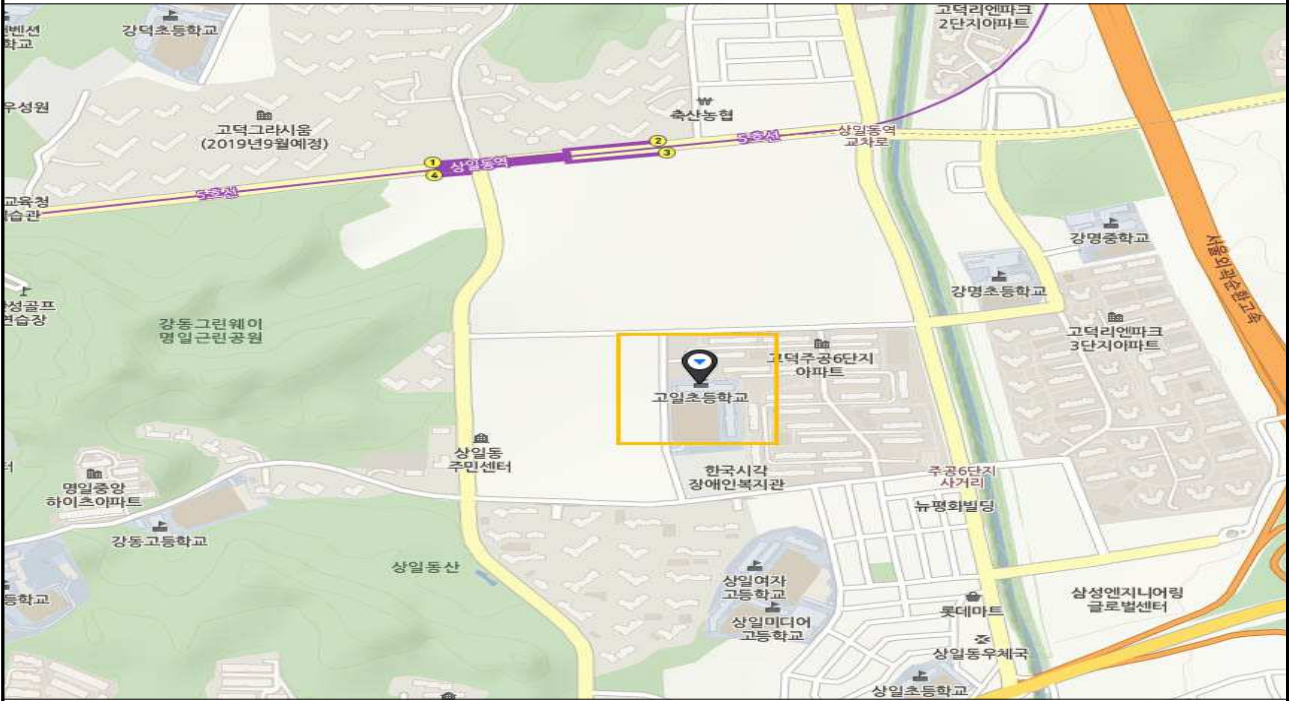 고덕리엔파크
2단지아파트
강덕초등학교
학교
우성원
고덕그라시움
(2019년9월예정)
축산농협
2
3
5호선
상일동역
교차로
1
4
상일동역
5호선
교육청
습관
강명중학교
서울외곽순환고속
강명초등학교
성골프
연습장
강동그린웨이
명일근린공원
고덕리엔파크
3단지아파트
고덕주공6단지
아파트
고일초등학교
상일동
주민센터
한국시각
장애인복지관
주공6단지
사거리
명일중앙
하이츠아파트
뉴평화빌딩
강동고등학교
상일동산
상일여자
고등학교
삼성엔지니어링
글로벌센터
등학교
롯데마트
상일미디어
고등학교
상일동우체국
상일초등학교